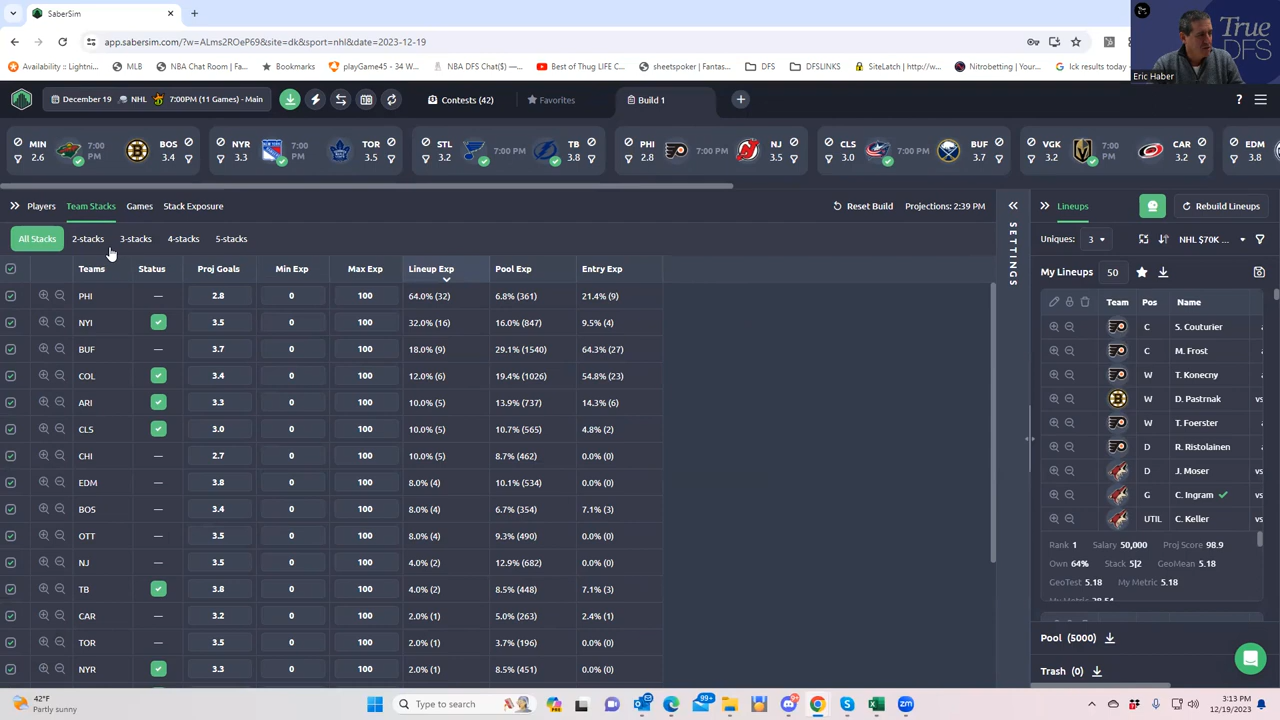 SaberSim
app.sabersim.com/?w=ALms2ROeP69&site=dk&sport=nhl&date=2023-12-19
Availability :: Lightni...
MLB
NBA Chat Room | Fa...
Bookmarks
playGame45 - 34 W...
NBA DFS Chat($) —...
Best of Thug LIFE C...
sheetspoker | Fantas...
DFS
DFSLINKS
SiteLatch | http://w...
Nitrobetting | Your...
Ick results today ck...
True
DFS
Eric Haber
December 19 NHL 7:00PM (11 Games) - Main
Contests (42)
Favorites
Build 1
MIN 2.6 7:00 PM BOS 3.4
NYR 3.3 7:00 PM TOR 3.5
STL 3.2 7:00 PM TB 3.8
PHI 2.8 7:00 PM NJ 3.5
CLS 3.0 7:00 PM BUF 3.7
VGK 3.2 7:00 PM CAR 3.2
EDM 3.8
Players Team Stacks Games Stack Exposure Reset Build Projections: 2:39 PM
All Stacks 2-stacks 3-stacks 4-stacks 5-stacks
Teams Status Proj Goals Min Exp Max Exp Lineup Exp Pool Exp Entry Exp
PHI — 2.8 0 100 64.0% (32) 6.8% (361) 21.4% (9)
NYI 3.5 0 100 32.0% (16) 16.0% (847) 9.5% (4)
BUF — 3.7 0 100 18.0% (9) 29.1% (1540) 64.3% (27)
COL 3.4 0 100 12.0% (6) 19.4% (1026) 54.8% (23)
ARI 3.3 0 100 10.0% (5) 13.9% (737) 14.3% (6)
CLS 3.0 0 100 10.0% (5) 10.7% (565) 4.8% (2)
CHI — 2.7 0 100 10.0% (5) 8.7% (462) 0.0% (0)
EDM — 3.8 0 100 8.0% (4) 10.1% (534) 0.0% (0)
BOS — 3.4 0 100 8.0% (4) 6.7% (354) 7.1% (3)
OTT — 3.5 0 100 8.0% (4) 9.3% (490) 0.0% (0)
NJ — 3.5 0 100 4.0% (2) 12.9% (682) 0.0% (0)
TB 3.8 0 100 4.0% (2) 8.5% (448) 7.1% (3)
CAR — 3.2 0 100 2.0% (1) 5.0% (263) 2.4% (1)
TOR — 3.5 0 100 2.0% (1) 3.7% (196) 0.0% (0)
NYR 3.3 0 100 2.0% (1) 8.5% (451) 0.0% (0)
SETTINGS
Lineups Rebuild Lineups
Uniques: 3 NHL $70K ...
My Lineups 50
Team Pos Name
C S. Couturier
C M. Frost
W T. Konecny
W D. Pastrnak vs
W T. Foerster
D R. Ristolainen
D J. Moser vs
G C. Ingram vs
UTIL C. Keller vs
Rank 1 Salary 50,000 Proj Score 98.9
Own 64% Stack 5|2 GeoMean 5.18
GeoTest 5.18 My Metric 5.18
Pool (5000)
Trash (0)
42°F
Partly sunny
Type here to search
99+
3:13 PM
12/19/2023